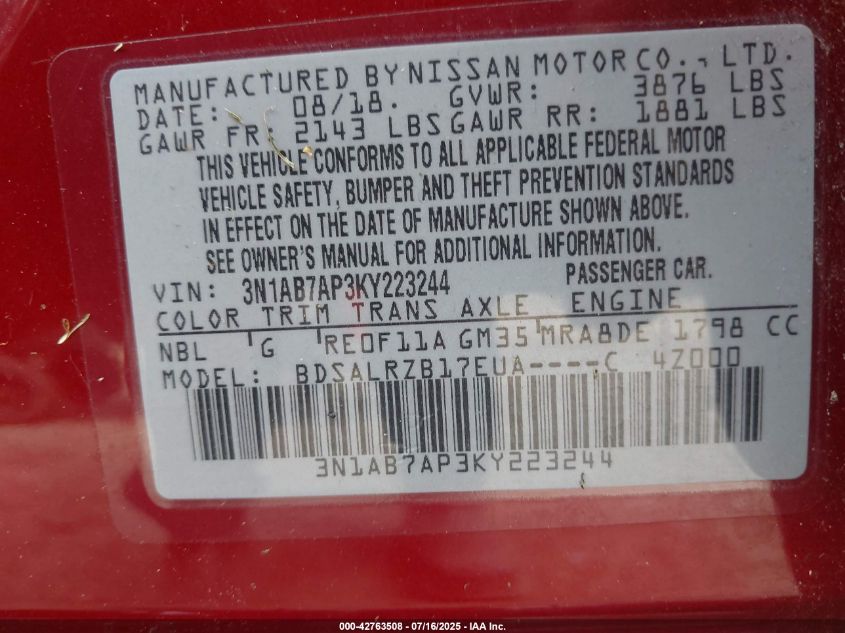 MANUFACTURED BY NISSAN MOTOR CO., LTD.
DATE: 08/18. GVWR: 3876 LBS
GAWR FR: 2143 LBS GAWR RR: 1881 LBS
THIS VEHICLE CONFORMS TO ALL APPLICABLE FEDERAL MOTOR
VEHICLE SAFETY, BUMPER AND THEFT PREVENTION STANDARDS
IN EFFECT ON THE DATE OF MANUFACTURE SHOWN ABOVE.
SEE OWNER'S MANUAL FOR ADDITIONAL INFORMATION.
VIN: 3N1AB7AP3KY223244 PASSENGER CAR.
COLOR TRIM TRANS AXLE ENGINE
NBL G RE0F11A GM35 MRA8DE 1798 CC
MODEL: BDSALRZB17EUA----C 4Z000
3N1AB7AP3KY223244
000-42763508 - 07/16/2025 - IAA Inc.